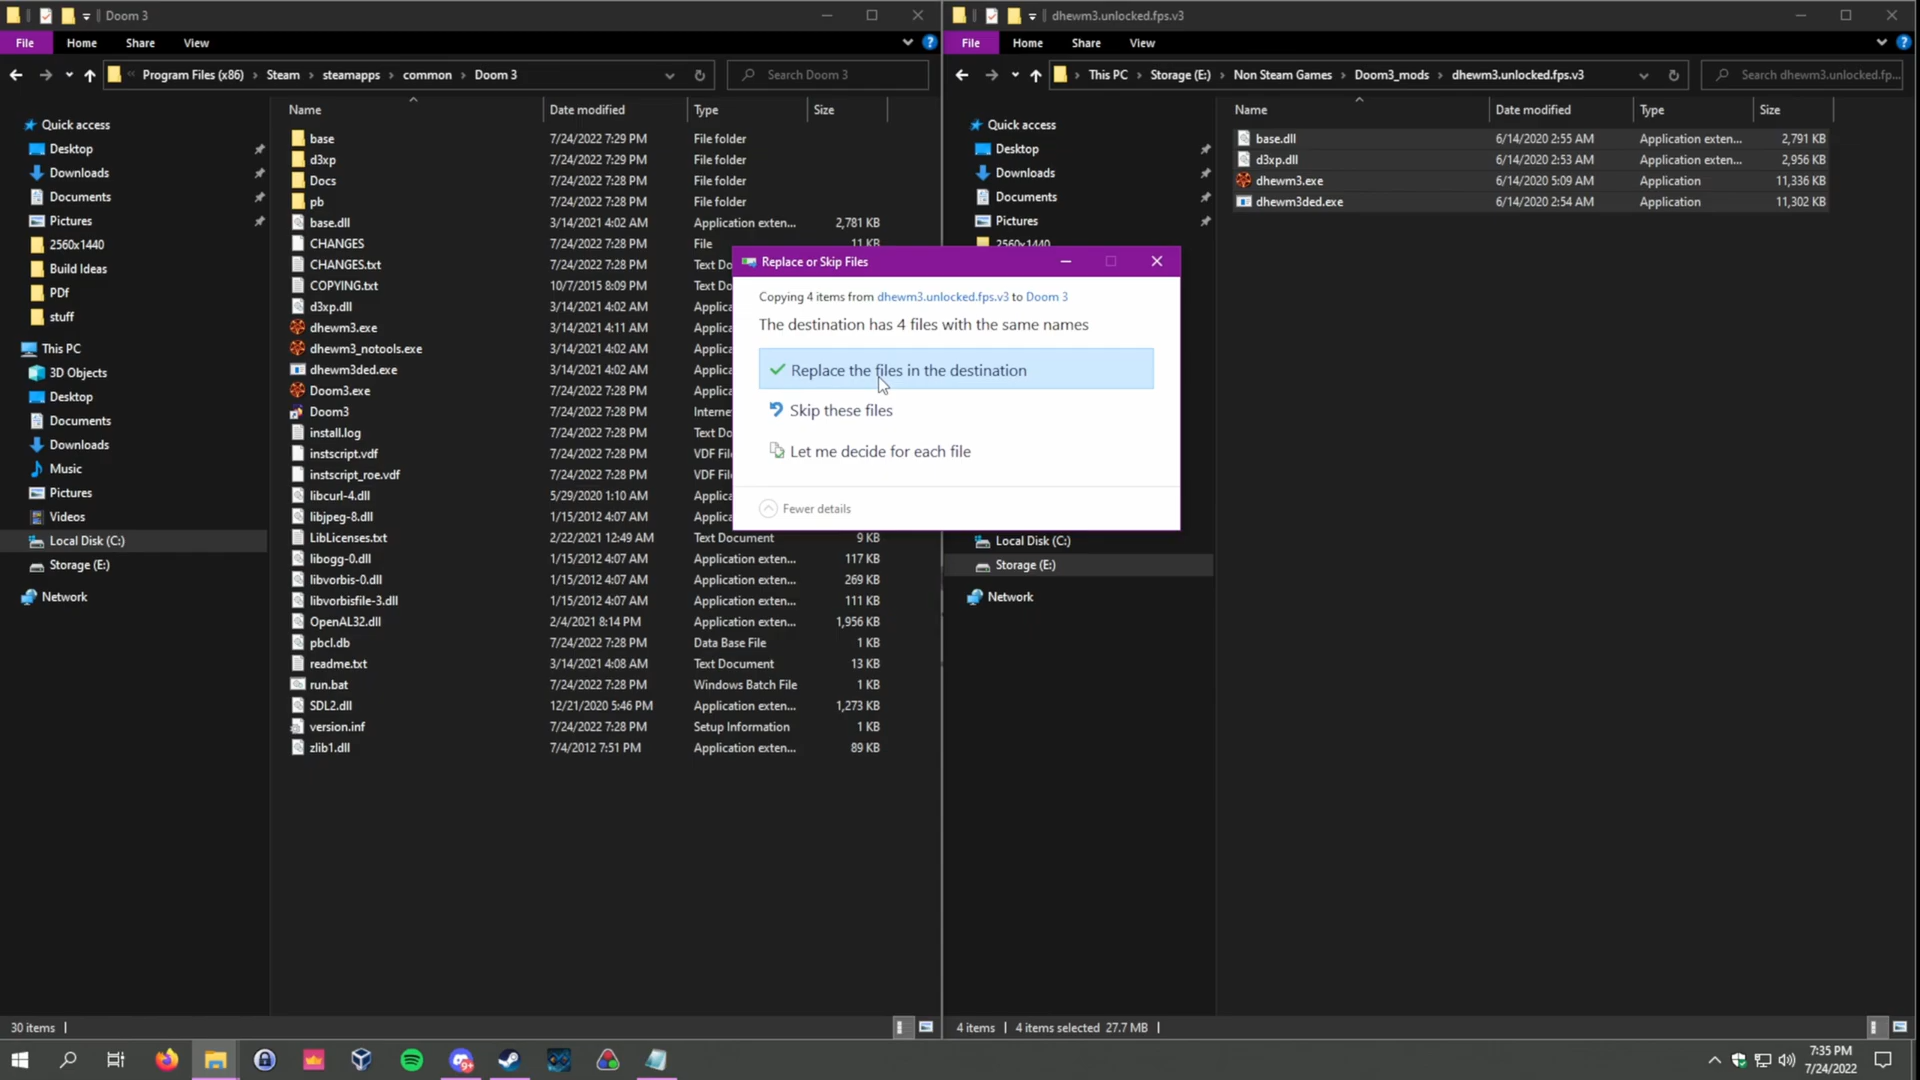 Doom 3
File Home Share View
Program Files (x86) Steam steamapps common Doom 3
Search Doom 3
Name Date modified Type Size
Quick access
Desktop
Downloads
Documents
Pictures
2560x1440
Build Ideas
PDf
stuff
This PC
3D Objects
Desktop
Documents
Downloads
Music
Pictures
Videos
Local Disk (C:)
Storage (E:)
Network
base 7/24/2022 7:29 PM File folder
d3xp 7/24/2022 7:29 PM File folder
Docs 7/24/2022 7:28 PM File folder
pb 7/24/2022 7:28 PM File folder
base.dll 3/14/2021 4:02 AM Application exten... 2,781 KB
CHANGES 7/24/2022 7:28 PM File 11 KB
CHANGES.txt 7/24/2022 7:28 PM Text Do
COPYING.txt 10/7/2015 8:09 PM Text Do
d3xp.dll 3/14/2021 4:02 AM Applica
dhewm3.exe 3/14/2021 4:11 AM Applica
dhewm3_notools.exe 3/14/2021 4:02 AM Applica
dhewm3ded.exe 3/14/2021 4:02 AM Applica
Doom3.exe 7/24/2022 7:28 PM Applica
Doom3 7/24/2022 7:28 PM Interne
install.log 7/24/2022 7:28 PM Text Do
instscript.vdf 7/24/2022 7:28 PM VDF Fil
instscript_roe.vdf 7/24/2022 7:28 PM VDF Fil
libcurl-4.dll 5/29/2020 1:10 AM Applica
libjpeg-8.dll 1/15/2012 4:07 AM Applica
LibLicenses.txt 2/22/2021 12:49 AM Text Document 9 KB
libogg-0.dll 1/15/2012 4:07 AM Application exten... 117 KB
libvorbis-0.dll 1/15/2012 4:07 AM Application exten... 269 KB
libvorbisfile-3.dll 1/15/2012 4:07 AM Application exten... 111 KB
OpenAL32.dll 2/4/2021 8:14 PM Application exten... 1,956 KB
pbcl.db 7/24/2022 7:28 PM Data Base File 1 KB
readme.txt 3/14/2021 4:08 AM Text Document 13 KB
run.bat 7/24/2022 7:28 PM Windows Batch File 1 KB
SDL2.dll 12/21/2020 5:46 PM Application exten... 1,273 KB
version.inf 7/24/2022 7:28 PM Setup Information 1 KB
zlib1.dll 7/4/2012 7:51 PM Application exten... 89 KB
30 items
dhewm3.unlocked.fps.v3
File Home Share View
This PC Storage (E:) Non Steam Games Doom3_mods dhewm3.unlocked.fps.v3
Search dhewm3.unlocked.fp...
Name Date modified Type Size
Quick access
Desktop
Downloads
Documents
Pictures
2560x1440
Local Disk (C:)
Storage (E:)
Network
base.dll 6/14/2020 2:55 AM Application exten... 2,791 KB
d3xp.dll 6/14/2020 2:53 AM Application exten... 2,956 KB
dhewm3.exe 6/14/2020 5:09 AM Application 11,336 KB
dhewm3ded.exe 6/14/2020 2:54 AM Application 11,302 KB
4 items 4 items selected 27.7 MB
Replace or Skip Files
Copying 4 items from dhewm3.unlocked.fps.v3 to Doom 3
The destination has 4 files with the same names
Replace the files in the destination
Skip these files
Let me decide for each file
Fewer details
9+
7:35 PM
7/24/2022